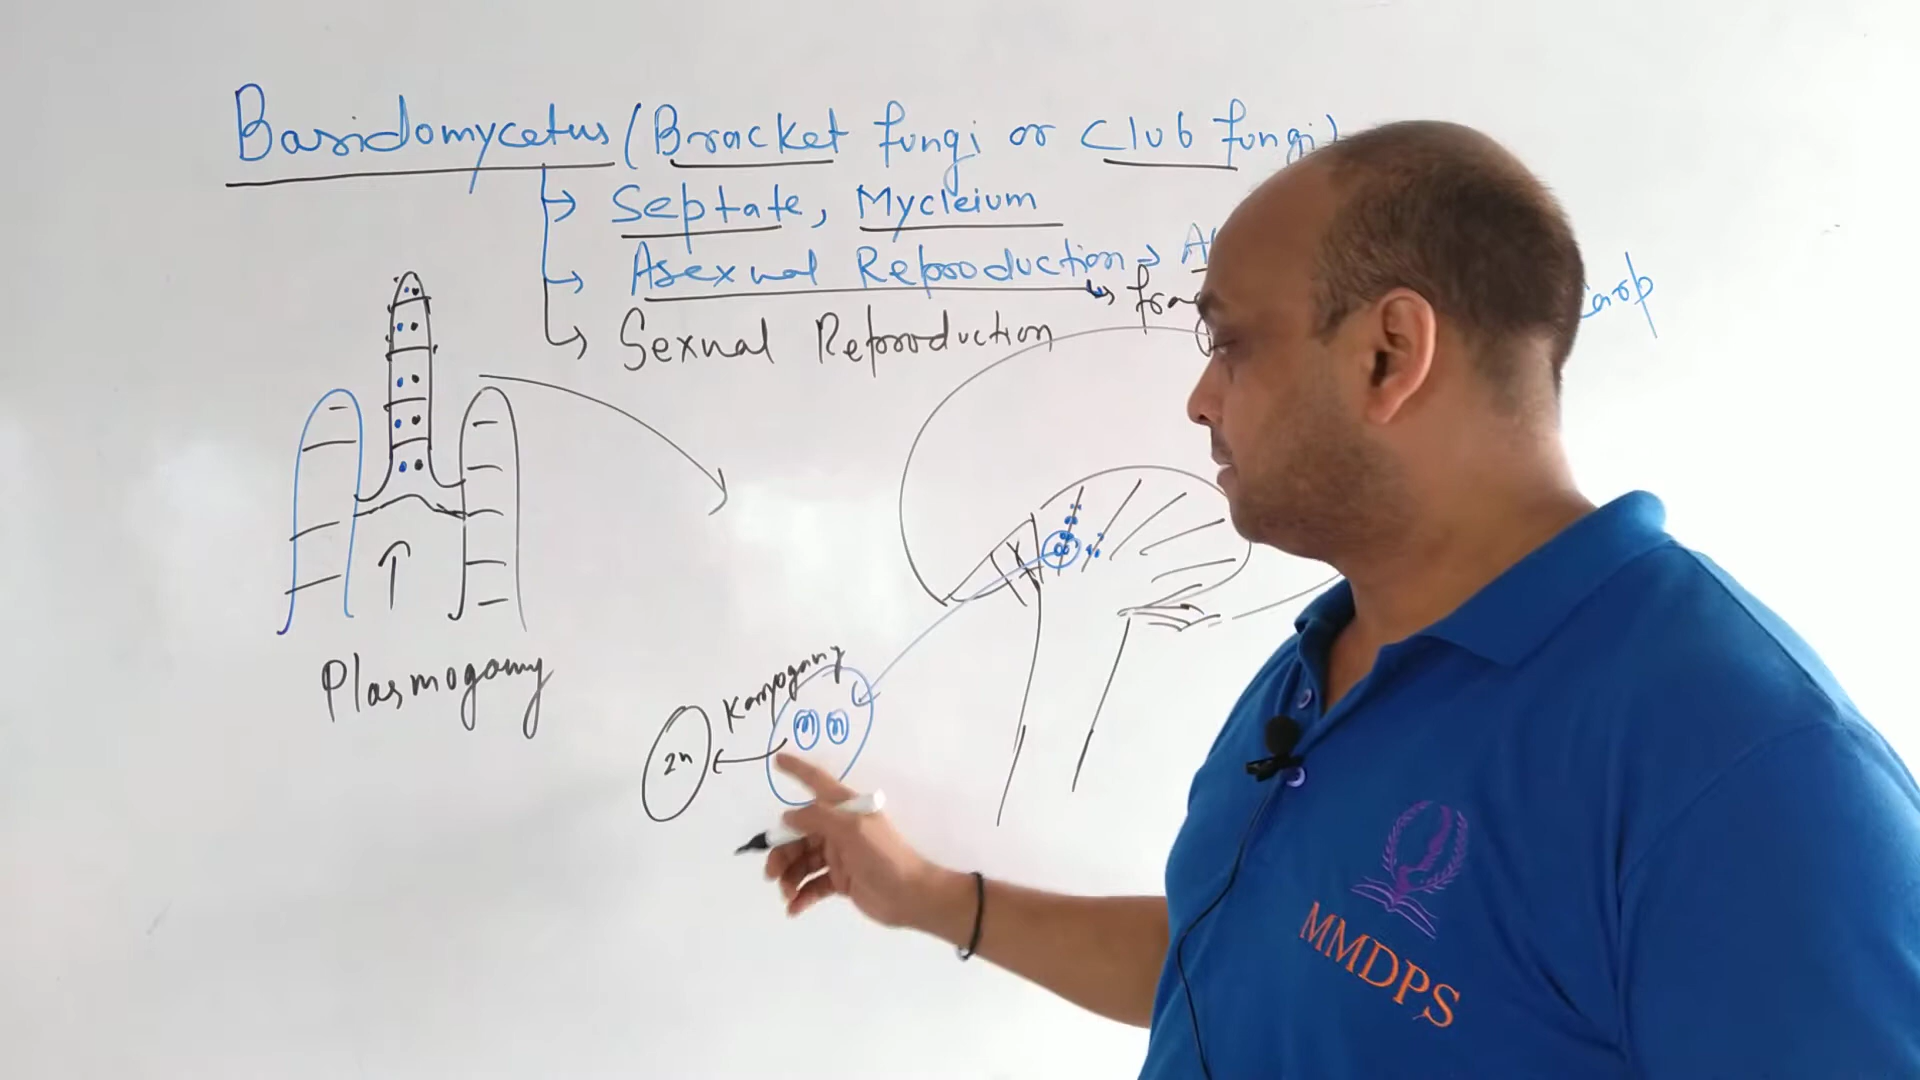 Basidomycetus (Bracket fungi or Club fungi)
Septate, Mycleium
Asexual Reproduction
Sexual Reproduction
Plasmogamy
Karyogamy
n n
2n
MMDPS